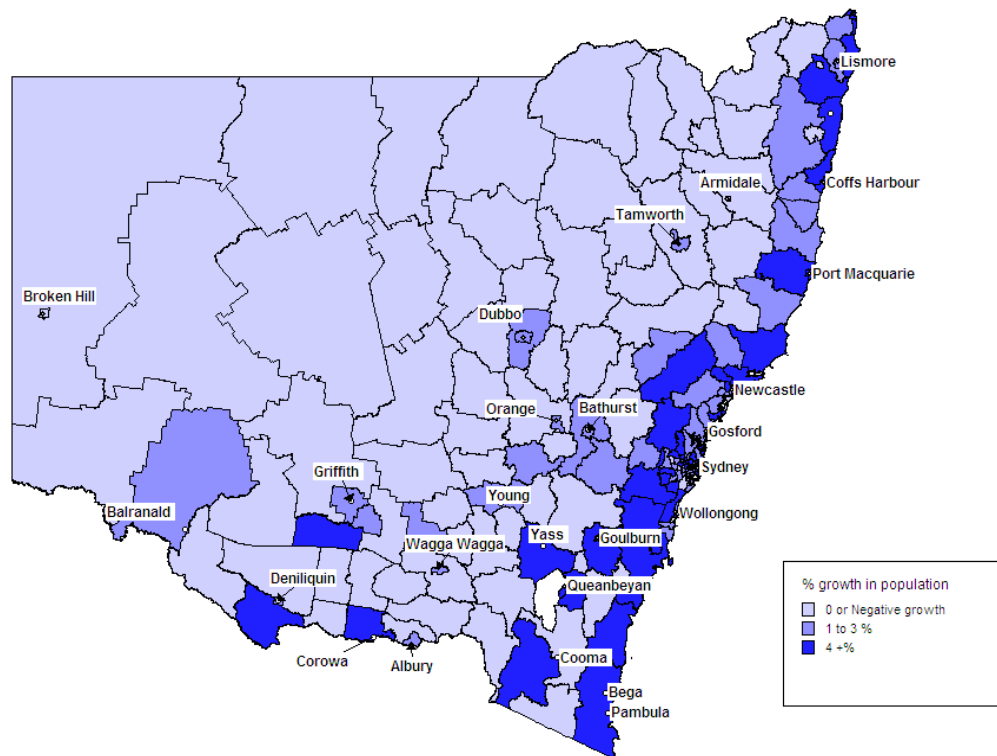 Lismore
Coffs Harbour
Armidale
Tamworth
Port Macquarie
Broken Hill
Dubbo
Newcastle
Orange
Bathurst
Gosford
Griffith
Sydney
Young
Balranald
Wollongong
Yass
Goulburn
Wagga Wagga
Deniliquin
Queanbeyan
Corowa
Albury
Cooma
Bega
Pambula
% growth in population
0 or Negative growth
1 to 3 %
4 +%